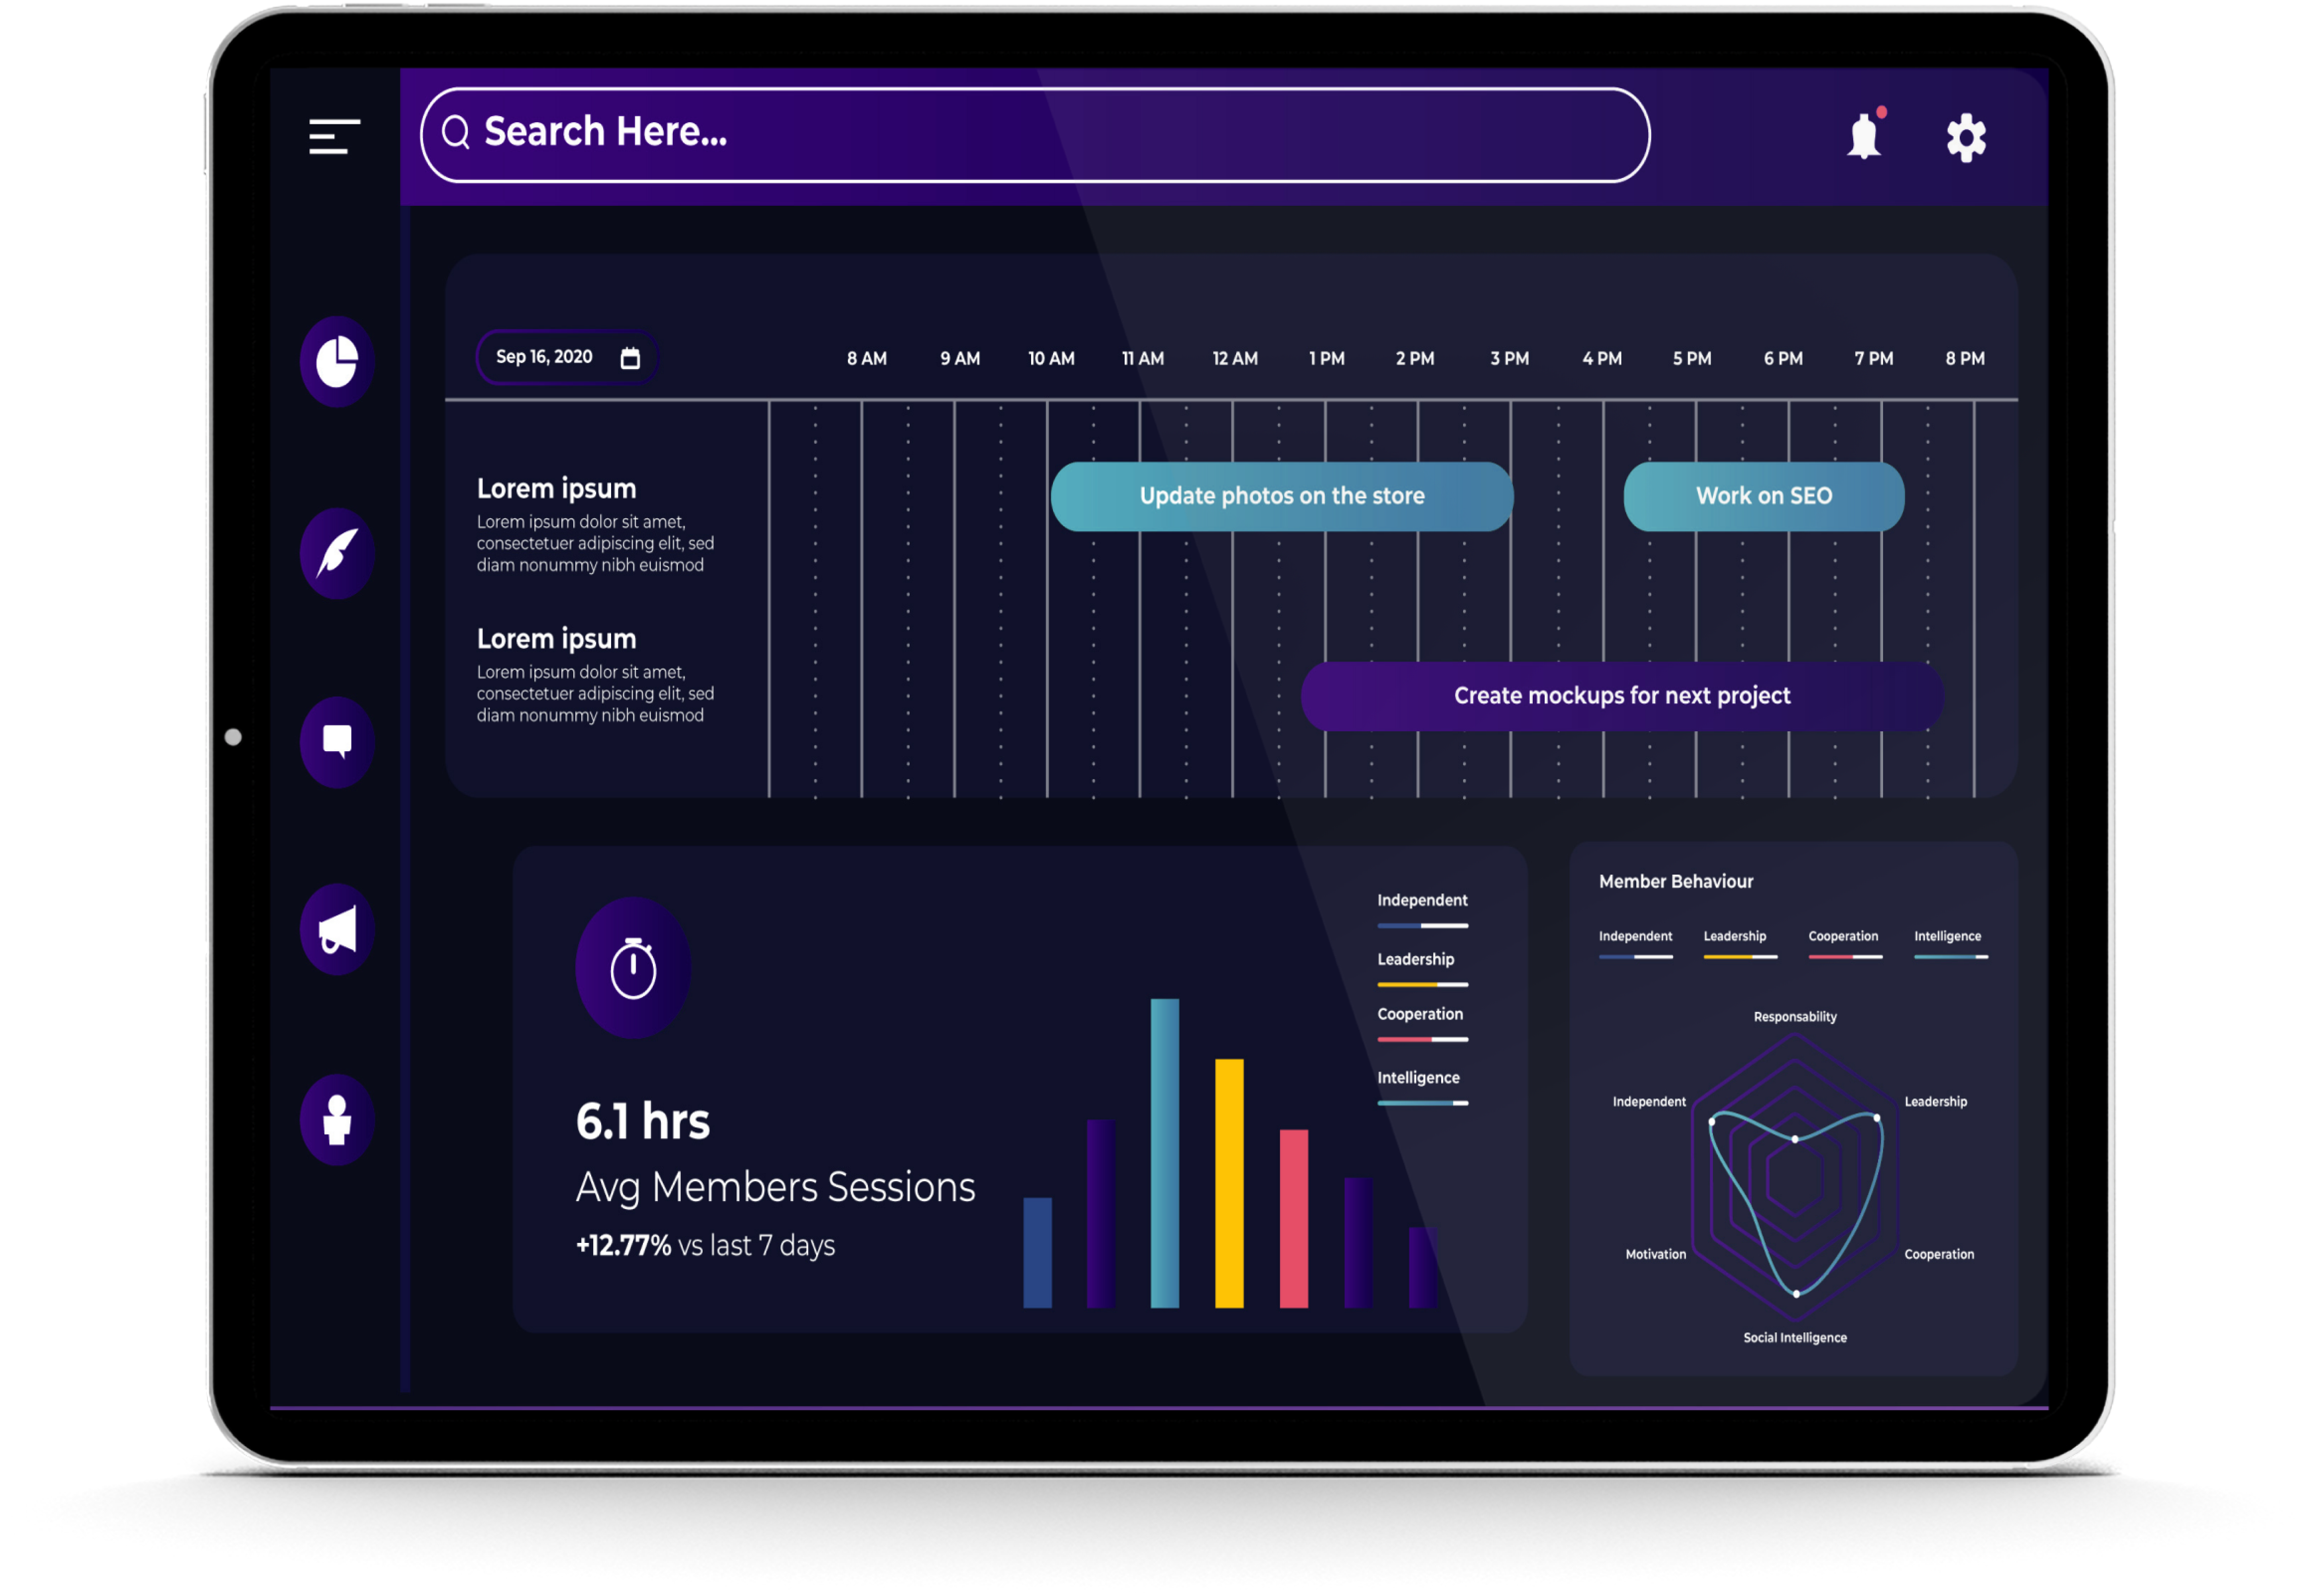 Search Here...
Sep 16, 2020
8 AM 9 AM 10 AM 11 AM 12 AM 1 PM 2 PM 3 PM 4 PM 5 PM 6 PM 7 PM 8 PM
Lorem ipsum
Lorem ipsum dolor sit amet,
consectetuer adipiscing elit, sed
diam nonummy nibh euismod
Update photos on the store
Work on SEO
Lorem ipsum
Lorem ipsum dolor sit amet,
consectetuer adipiscing elit, sed
diam nonummy nibh euismod
Create mockups for next project
6.1 hrs
Avg Members Sessions
+12.77% vs last 7 days
Independent
Leadership
Cooperation
Intelligence
Member Behaviour
Independent Leadership Cooperation Intelligence
Responsability
Independent
Leadership
Motivation
Cooperation
Social Intelligence